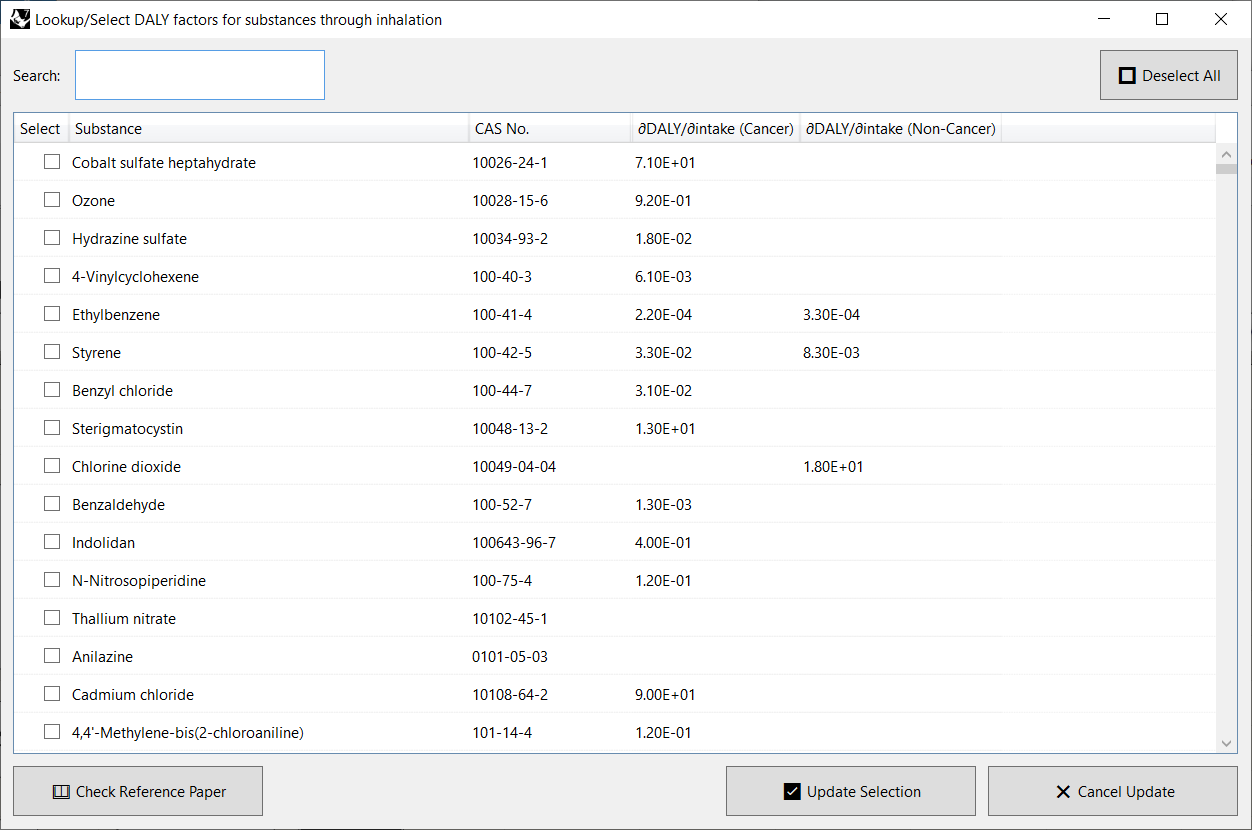 Lookup/Select DALY factors for substances through inhalation
Search:
Deselect All
Select Substance CAS No. ∂DALY/∂intake (Cancer) ∂DALY/∂intake (Non-Cancer)
Cobalt sulfate heptahydrate 10026-24-1 7.10E+01
Ozone 10028-15-6 9.20E-01
Hydrazine sulfate 10034-93-2 1.80E-02
4-Vinylcyclohexene 100-40-3 6.10E-03
Ethylbenzene 100-41-4 2.20E-04 3.30E-04
Styrene 100-42-5 3.30E-02 8.30E-03
Benzyl chloride 100-44-7 3.10E-02
Sterigmatocystin 10048-13-2 1.30E+01
Chlorine dioxide 10049-04-04 1.80E+01
Benzaldehyde 100-52-7 1.30E-03
Indolidan 100643-96-7 4.00E-01
N-Nitrosopiperidine 100-75-4 1.20E-01
Thallium nitrate 10102-45-1
Anilazine 0101-05-03
Cadmium chloride 10108-64-2 9.00E+01
4,4'-Methylene-bis(2-chloroaniline) 101-14-4 1.20E-01
Check Reference Paper
Update Selection
Cancel Update